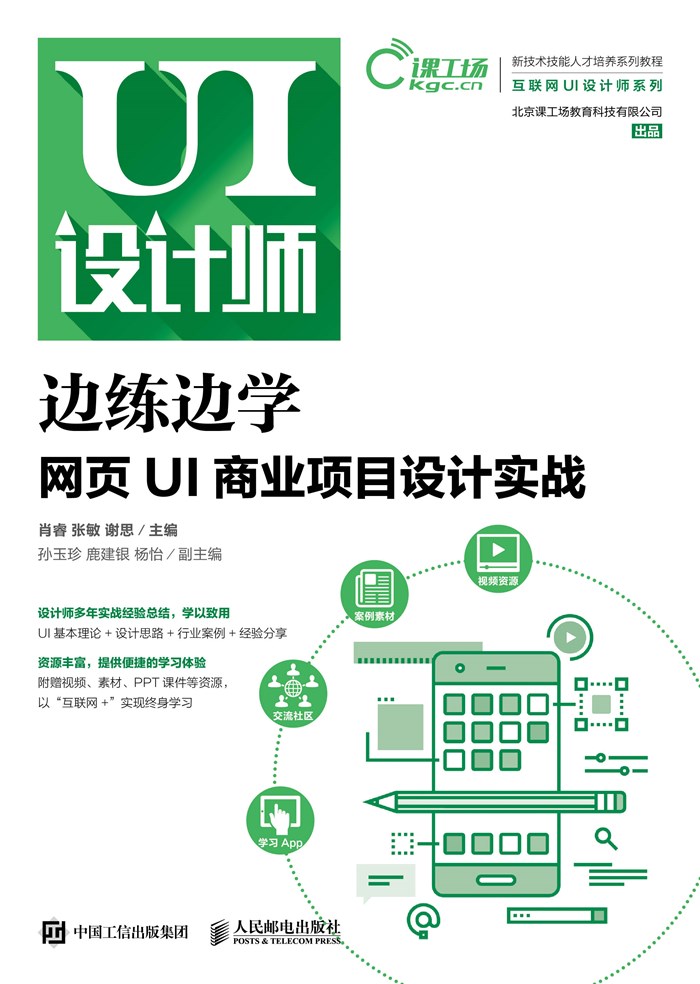 UI
设计师
课工场
kgc.cn
新技术技能人才培养系列教程
互联网 UI 设计师系列
北京课工场教育科技有限公司
出品
边练边学
网页 UI 商业项目设计实战
肖睿 张敏 谢思 / 主编
孙玉珍 鹿建银 杨怡 / 副主编
设计师多年实战经验总结，学以致用
UI 基本理论 + 设计思路 + 行业案例 + 经验分享
资源丰富，提供便捷的学习体验
附赠视频、素材、PPT 课件等资源，
以“互联网 +”实现终身学习
视频资源
案例素材
交流社区
学习 App
中国工信出版集团
人民邮电出版社
POSTS & TELECOM PRESS